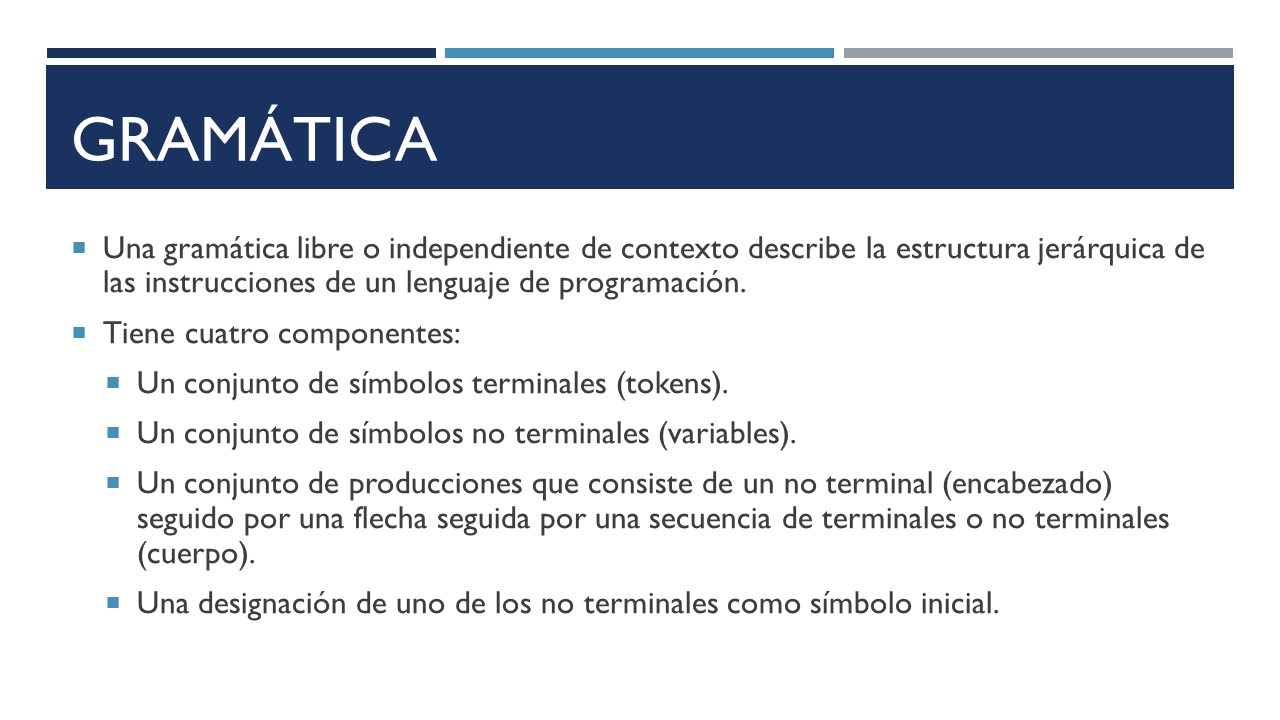 GRAMÁTICA
Una gramática libre o independiente de contexto describe la estructura jerárquica de
las instrucciones de un lenguaje de programación.
Tiene cuatro componentes:
Un conjunto de símbolos terminales (tokens).
Un conjunto de símbolos no terminales (variables).
Un conjunto de producciones que consiste de un no terminal (encabezado)
seguido por una flecha seguida por una secuencia de terminales o no terminales
(cuerpo).
Una designación de uno de los no terminales como símbolo inicial.